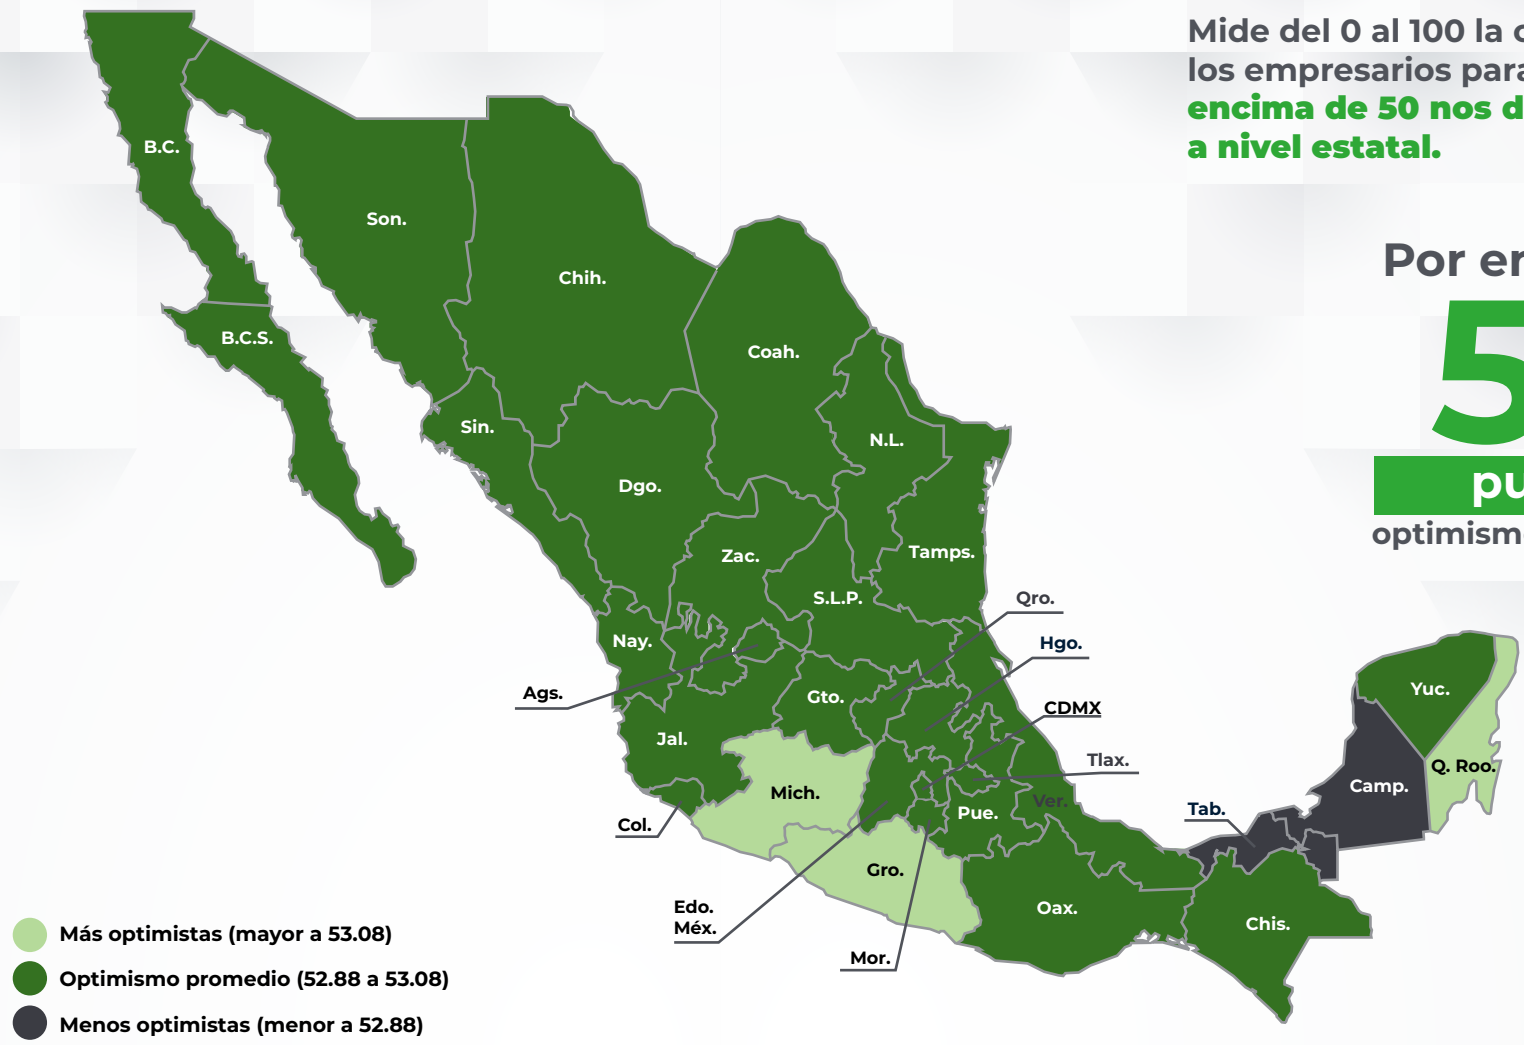 Mide del 0 al 100 la
los empresarios para
encima de 50 nos
a nivel estatal.
Por
5
optimismo
B.C.
Son.
Chih.
B.C.S.
Coah.
Sin.
N.L.
Dgo.
Zac.
Tamps.
S.L.P.
Qro.
Nay.
Hgo.
Ags.
Gto.
Yuc.
CDMX
Jal.
Tlax.
Q. Roo.
Mich.
Camp.
Ver.
Pue.
Tab.
Col.
Gro.
Edo.
Méx.
Oax.
Chis.
Mor.
Más optimistas (mayor a 53.08)
Optimismo promedio (52.88 a 53.08)
Menos optimistas (menor a 52.88)